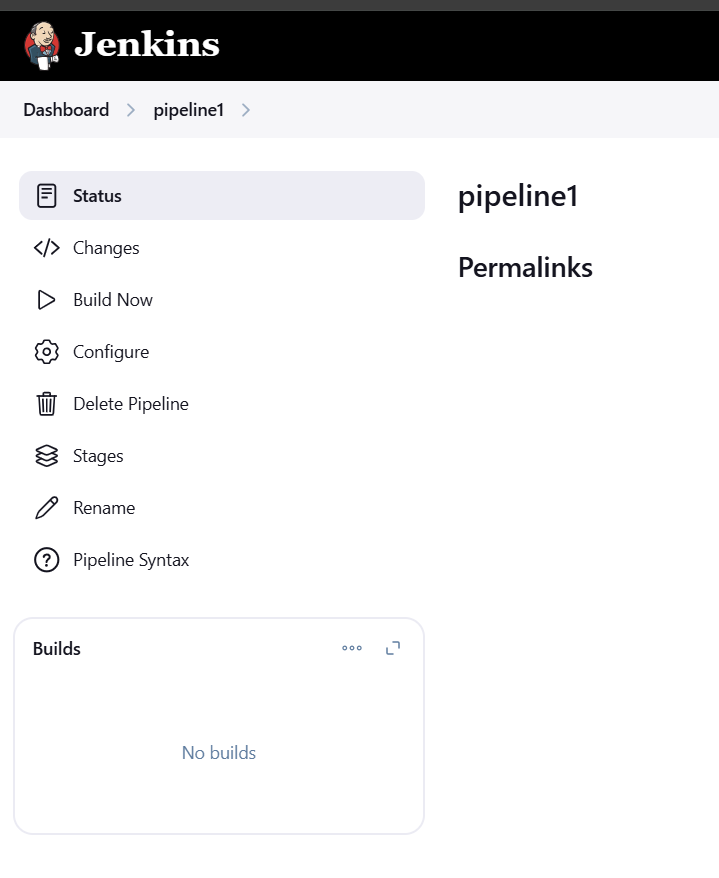 Jenkins
Dashboard
pipeline1
Status
Changes
Build Now
Configure
Delete Pipeline
Stages
Rename
Pipeline Syntax
Builds
No builds
pipeline1
Permalinks